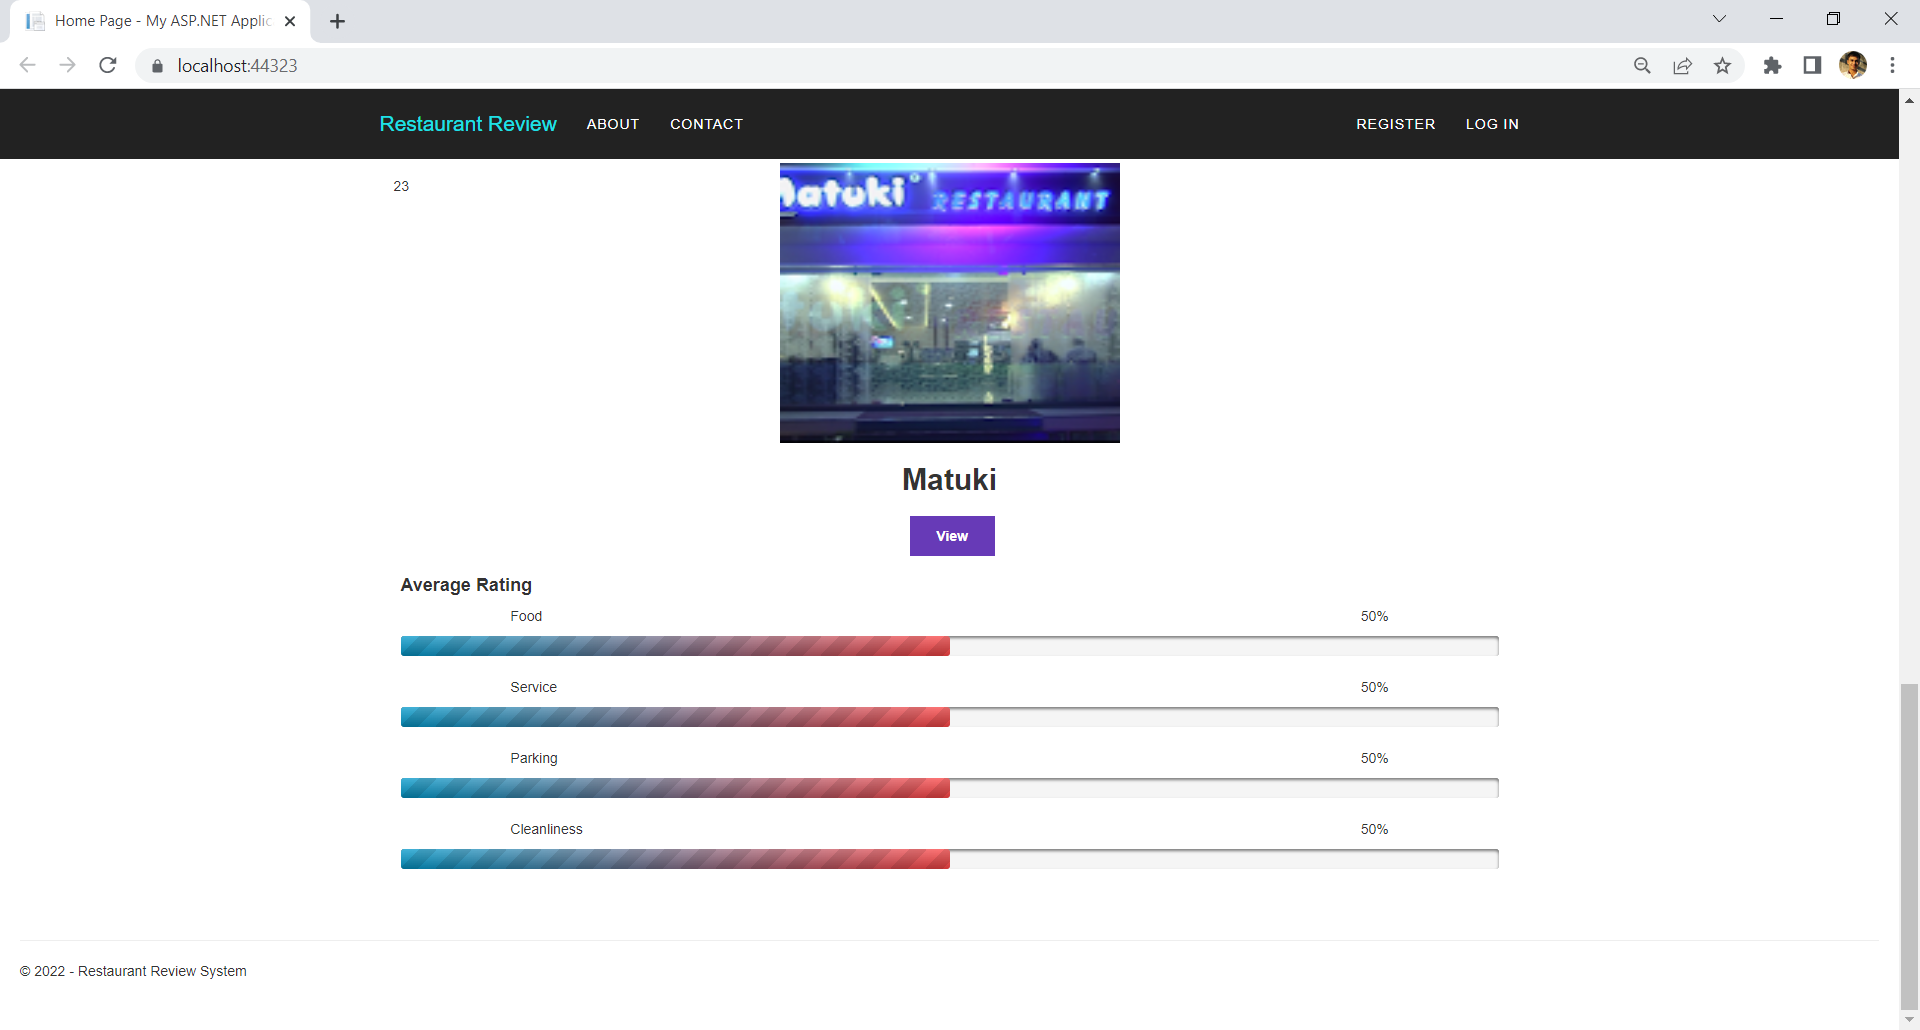 Home Page - My ASP.NET Applic
localhost:44323
Restaurant Review ABOUT CONTACT REGISTER LOG IN
23
Matuki® RESTAURANT
Matuki
View
Average Rating
Food 50%
Service 50%
Parking 50%
Cleanliness 50%
© 2022 - Restaurant Review System